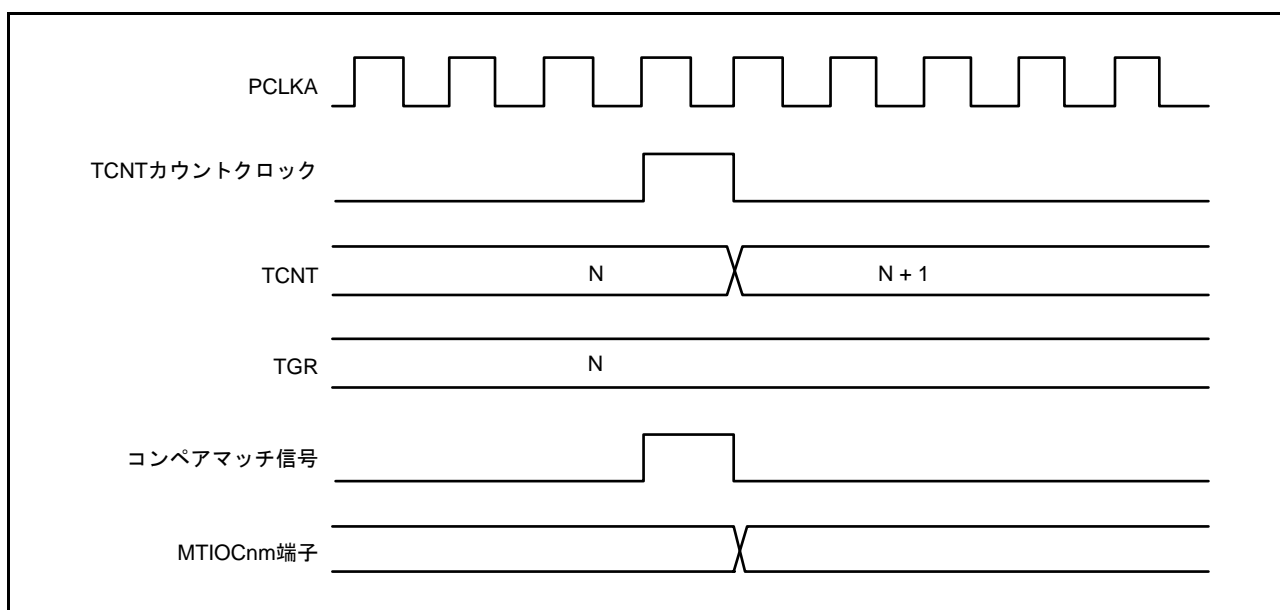 PCLKA
TCNTカウントクロック
TCNT
N
N + 1
TGR
N
コンペアマッチ信号
MTIOCnm端子